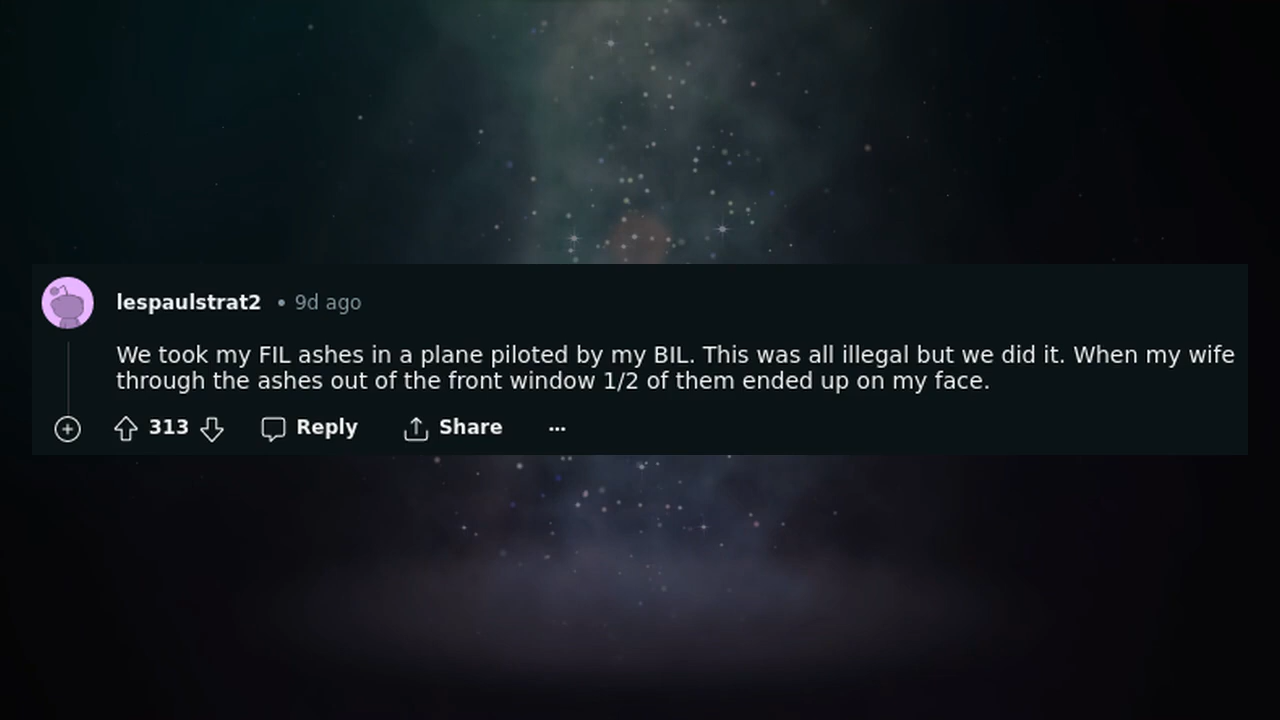 lespaulstrat2 • 9d ago
We took my FIL ashes in a plane piloted by my BIL. This was all illegal but we did it. When my wife
through the ashes out of the front window 1/2 of them ended up on my face.
313 Reply Share ...